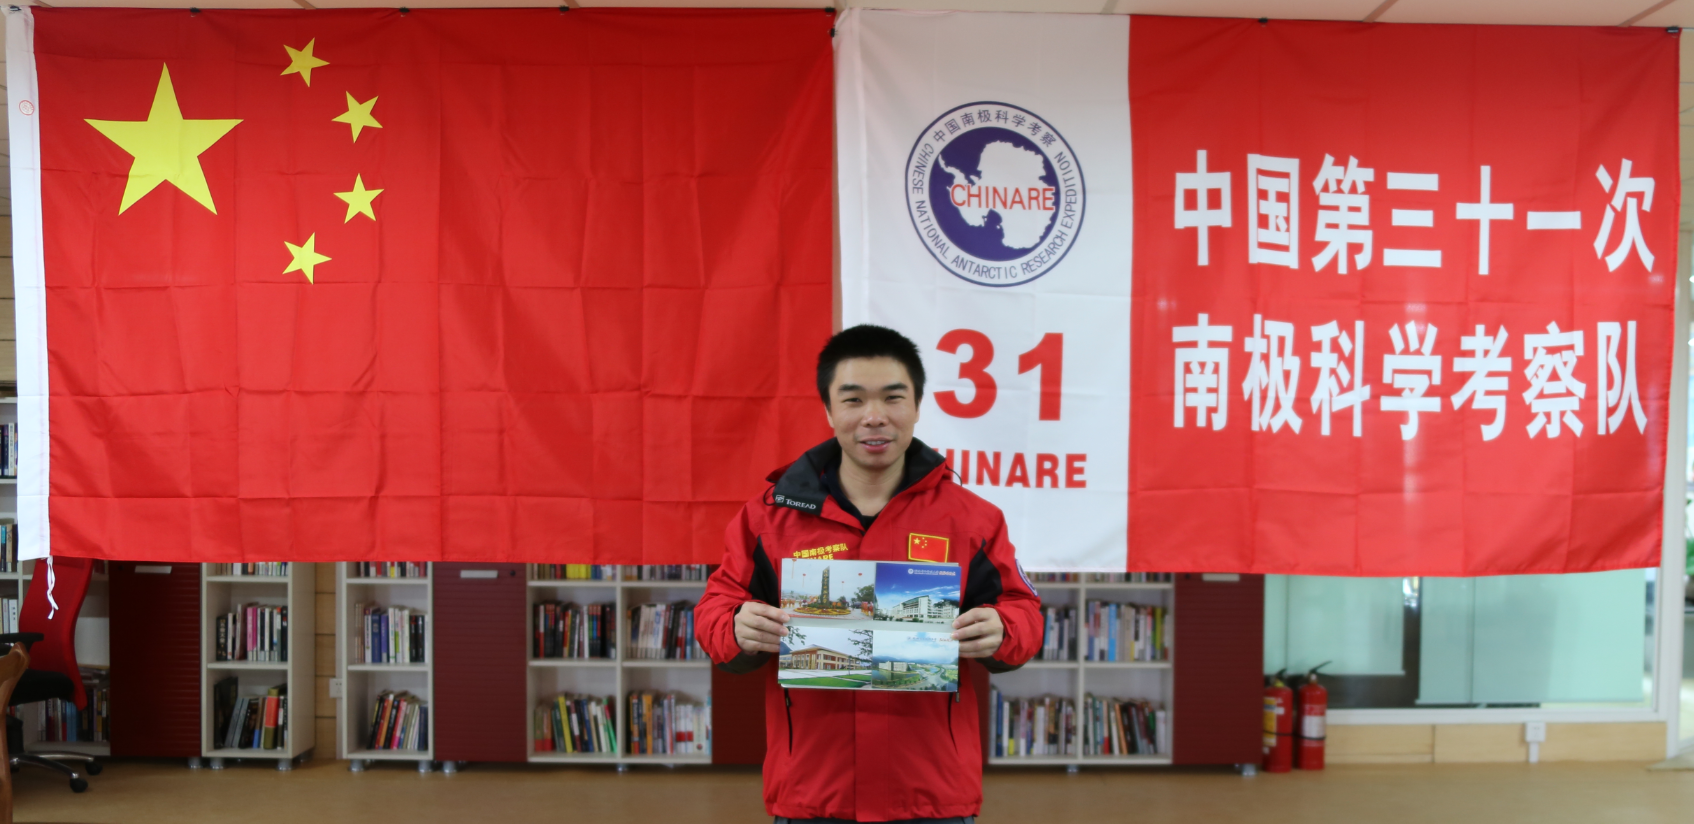 中国南极科学考察
CHINESE NATIONAL ANTARCTIC RESEARCH EXPEDITION
CHINARE
31
HINARE
中国第三十一次
南极科学考察队
TOREAD
中国南极考察队